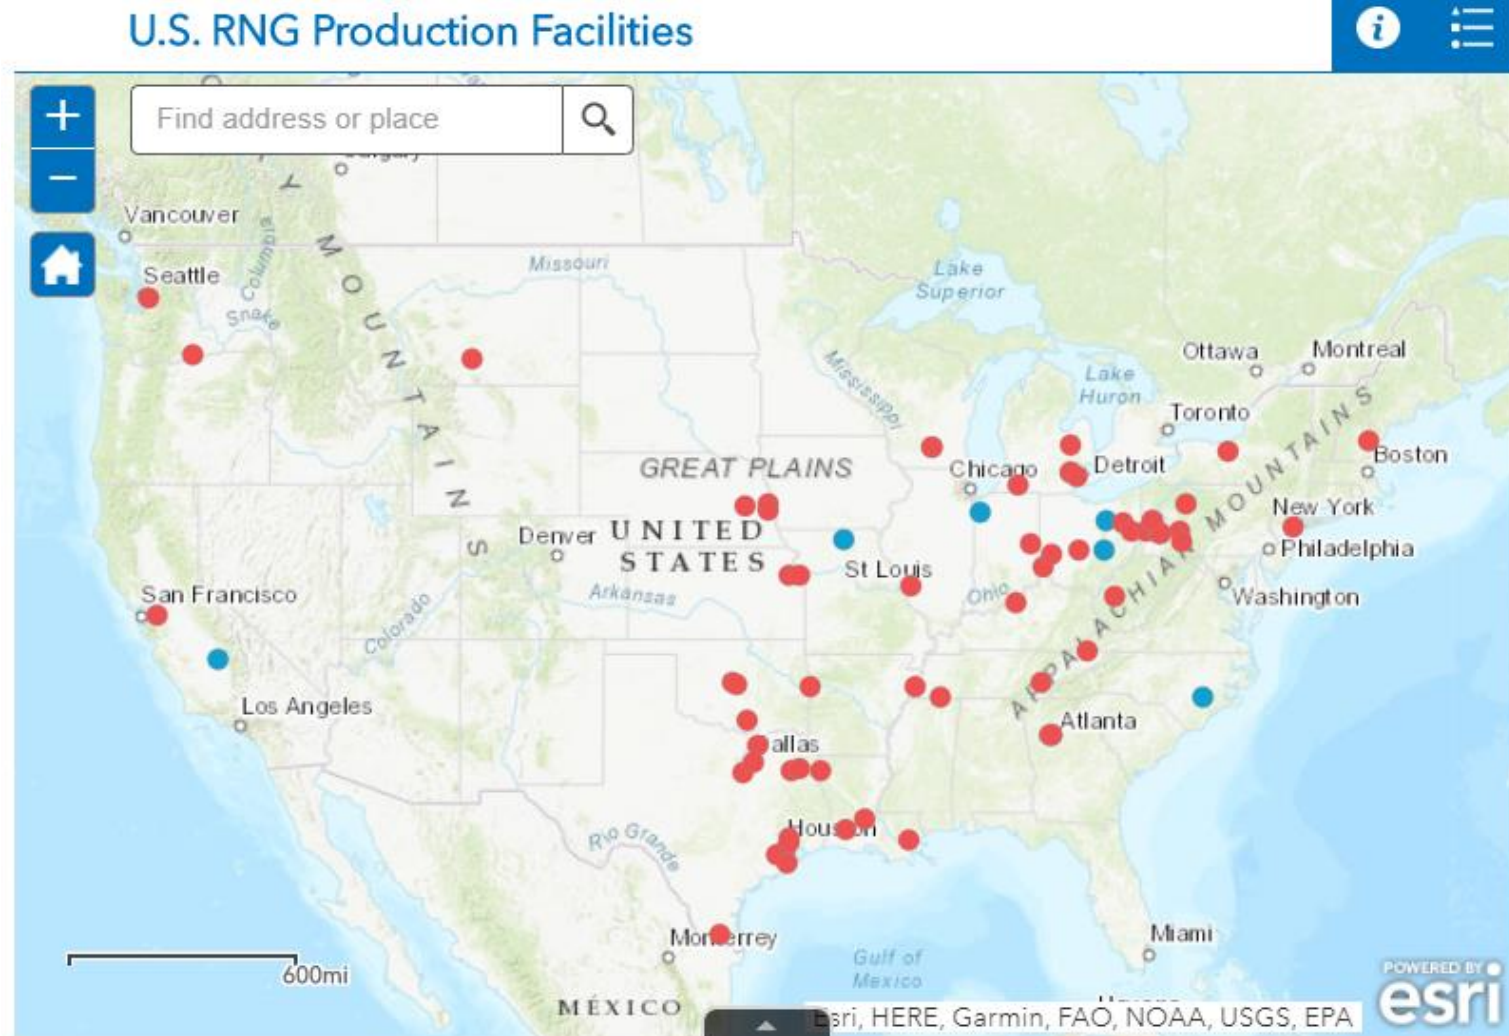 U.S. RNG Production Facilities
Find address or place
Vancouver
Seattle
Columbia
Snake
Missouri
Lake
Superior
Mississippi
Ottawa
Montreal
Lake
Huron
Toronto
GREAT PLAINS
Chicago
Detroit
Boston
New York
Philadelphia
Washington
Denver
UNITED
STATES
St Louis
Arkansas
Ohio
Colorado
San Francisco
Los Angeles
MOUNTAINS
APPALACHIAN MOUNTAINS
Atlanta
allas
Hous on
Rio Grande
Mon errey
Miami
Gulf of
Mexico
600mi
MÉXICO
Esri, HERE, Garmin, FAO, NOAA, USGS, EPA
POWERED BY
esri